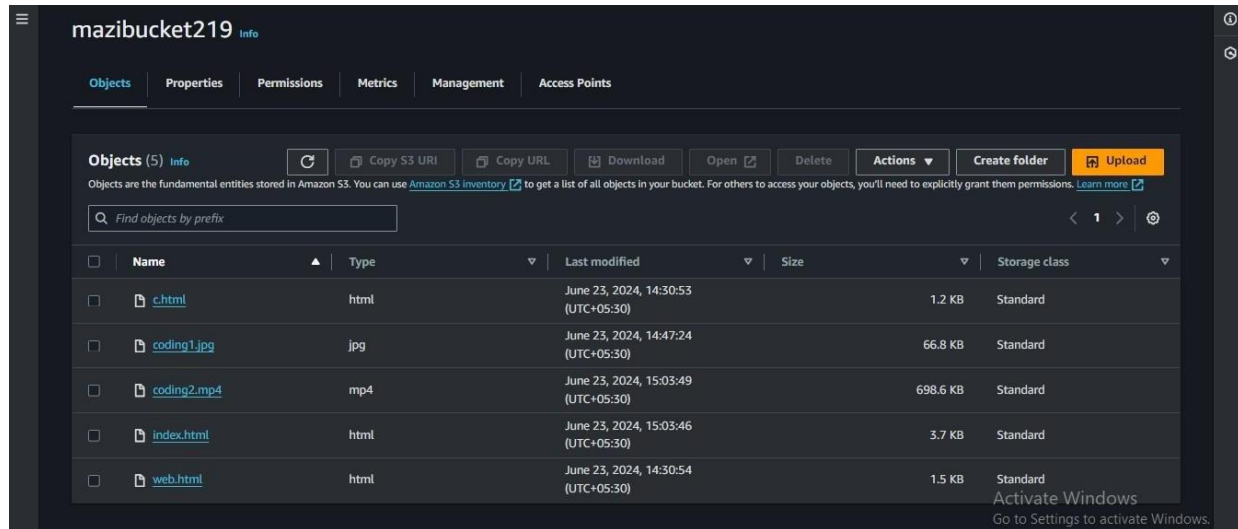 mazibucket219 Info
Objects Properties Permissions Metrics Management Access Points
Objects (5) Info Copy S3 URI Copy URL Download Open Delete Actions Create folder Upload
Objects are the fundamental entities stored in Amazon S3. You can use Amazon S3 inventory to get a list of all objects in your bucket. For others to access your objects, you'll need to explicitly grant them permissions. Learn more
Find objects by prefix 1
Name Type Last modified Size Storage class
c.html html June 23, 2024, 14:30:53 (UTC+05:30) 1.2 KB Standard
coding1.jpg jpg June 23, 2024, 14:47:24 (UTC+05:30) 66.8 KB Standard
coding2.mp4 mp4 June 23, 2024, 15:03:49 (UTC+05:30) 698.6 KB Standard
index.html html June 23, 2024, 15:03:46 (UTC+05:30) 3.7 KB Standard
web.html html June 23, 2024, 14:30:54 (UTC+05:30) 1.5 KB Standard
Activate Windows
Go to Settings to activate Windows.